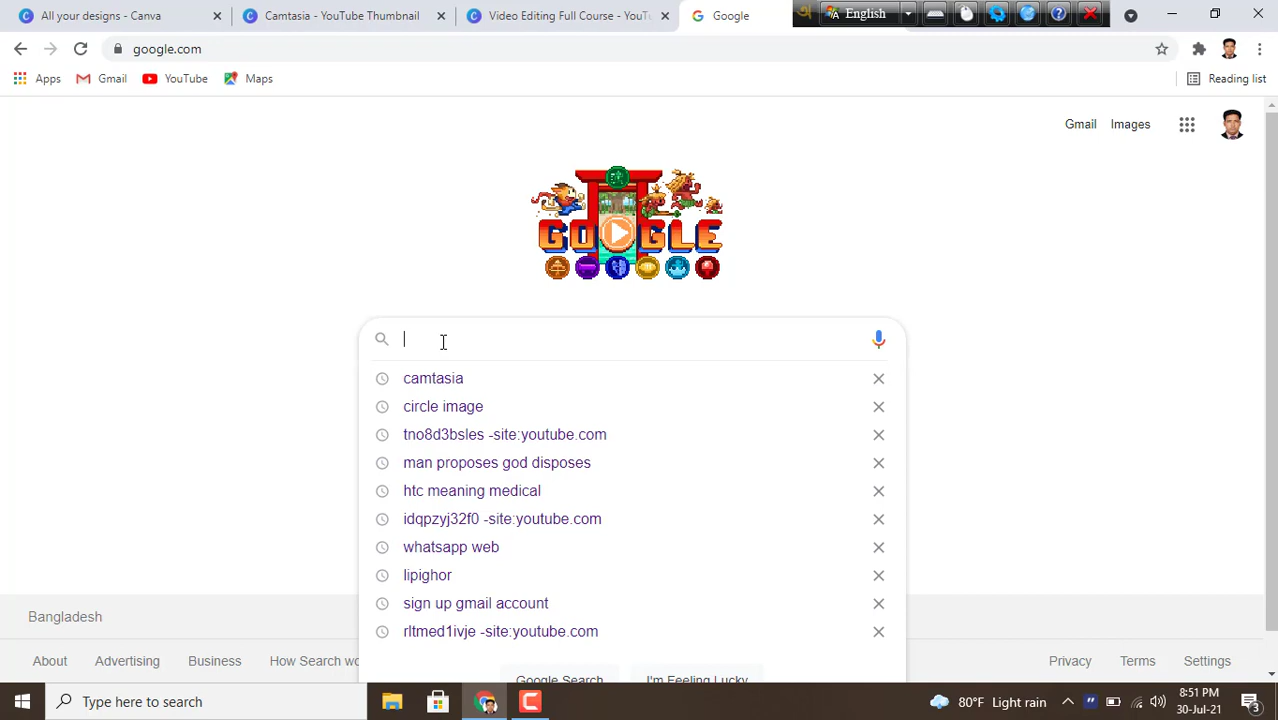 All your designs - Canva
Camtasia - YouTube Thumbnail
Video Editing Full Course - YouT
Google
English
google.com
Apps
Gmail
YouTube
Maps
Reading list
Gmail
Images
GOOGLE
camtasia
circle image
tno8d3bsles -site:youtube.com
man proposes god disposes
htc meaning medical
idqpzyj32f0 -site:youtube.com
whatsapp web
lipighor
sign up gmail account
rltmed1ivje -site:youtube.com
Google Search
I'm Feeling Lucky
Bangladesh
About
Advertising
Business
How Search wo
Privacy
Terms
Settings
Type here to search
80°F Light rain
8:51 PM
30-Jul-21
3